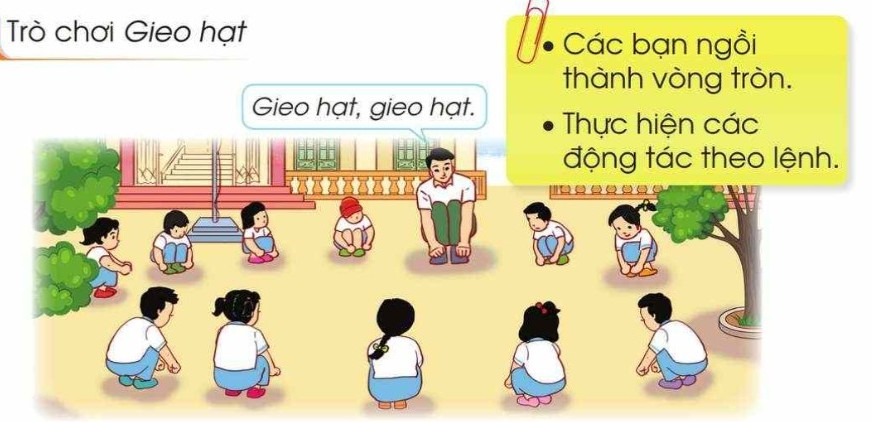 Trò chơi Gieo hạt
• Các bạn ngồi
thành vòng tròn.
• Thực hiện các
động tác theo lệnh.
Gieo hạt, gieo hạt.